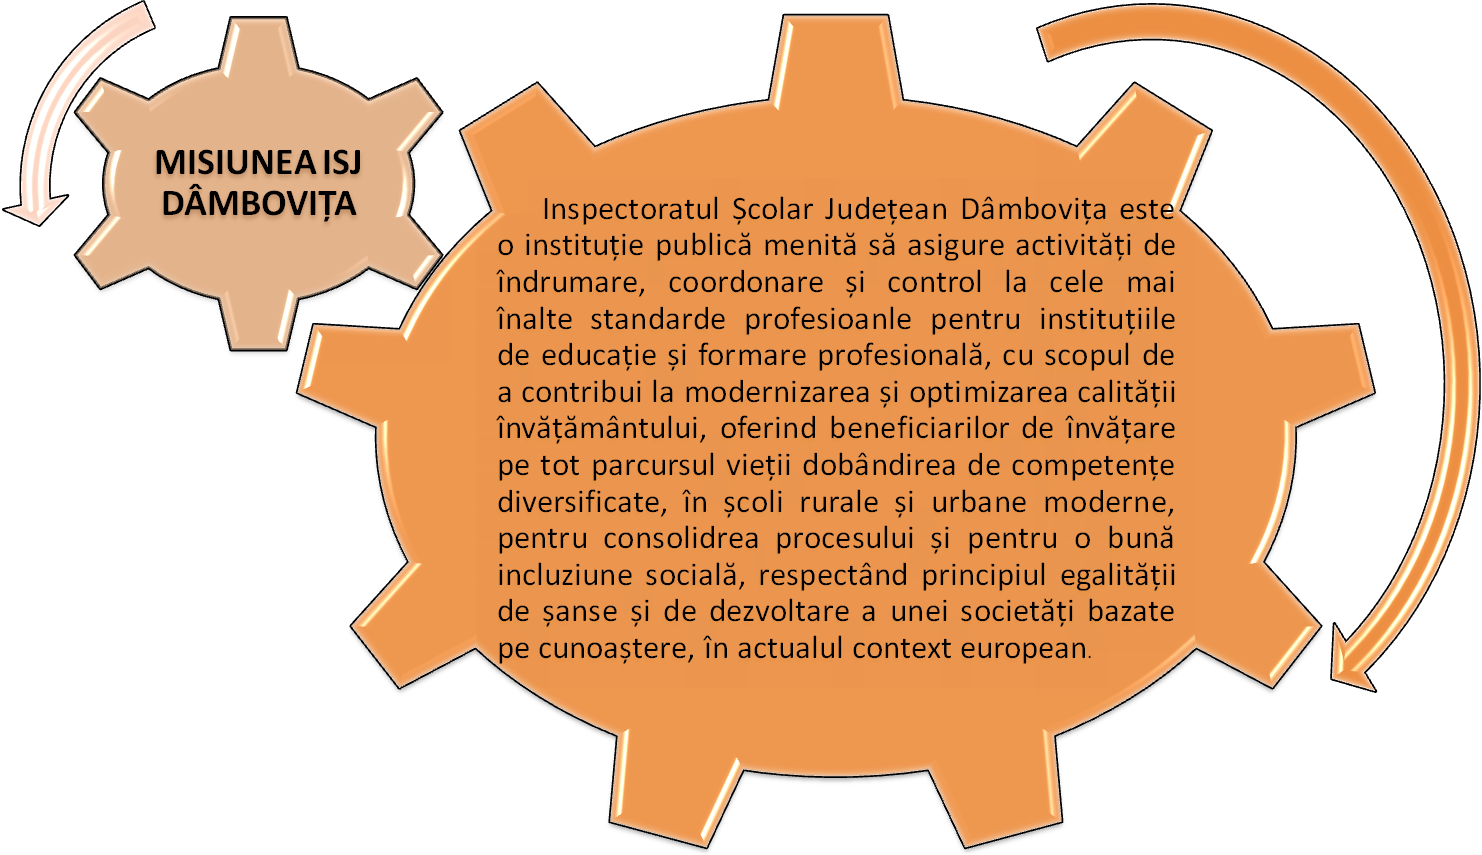 MISIUNEA ISJ
DÂMBOVIȚA
Inspectoratul Școlar Județean Dâmbovița este
o instituție publică menită să asigure activități de
îndrumare, coordonare și control la cele mai
înalte standarde profesioanle pentru instituțiile
de educație și formare profesională, cu scopul de
a contribui la modernizarea și optimizarea calității
învățământului, oferind beneficiarilor de învățare
pe tot parcursul vieții dobândirea de competențe
diversificate, în școli rurale și urbane moderne,
pentru consolidrea procesului și pentru o bună
incluziune socială, respectând principiul egalității
de șanse și de dezvoltare a unei societăți bazate
pe cunoaștere, în actualul context european.